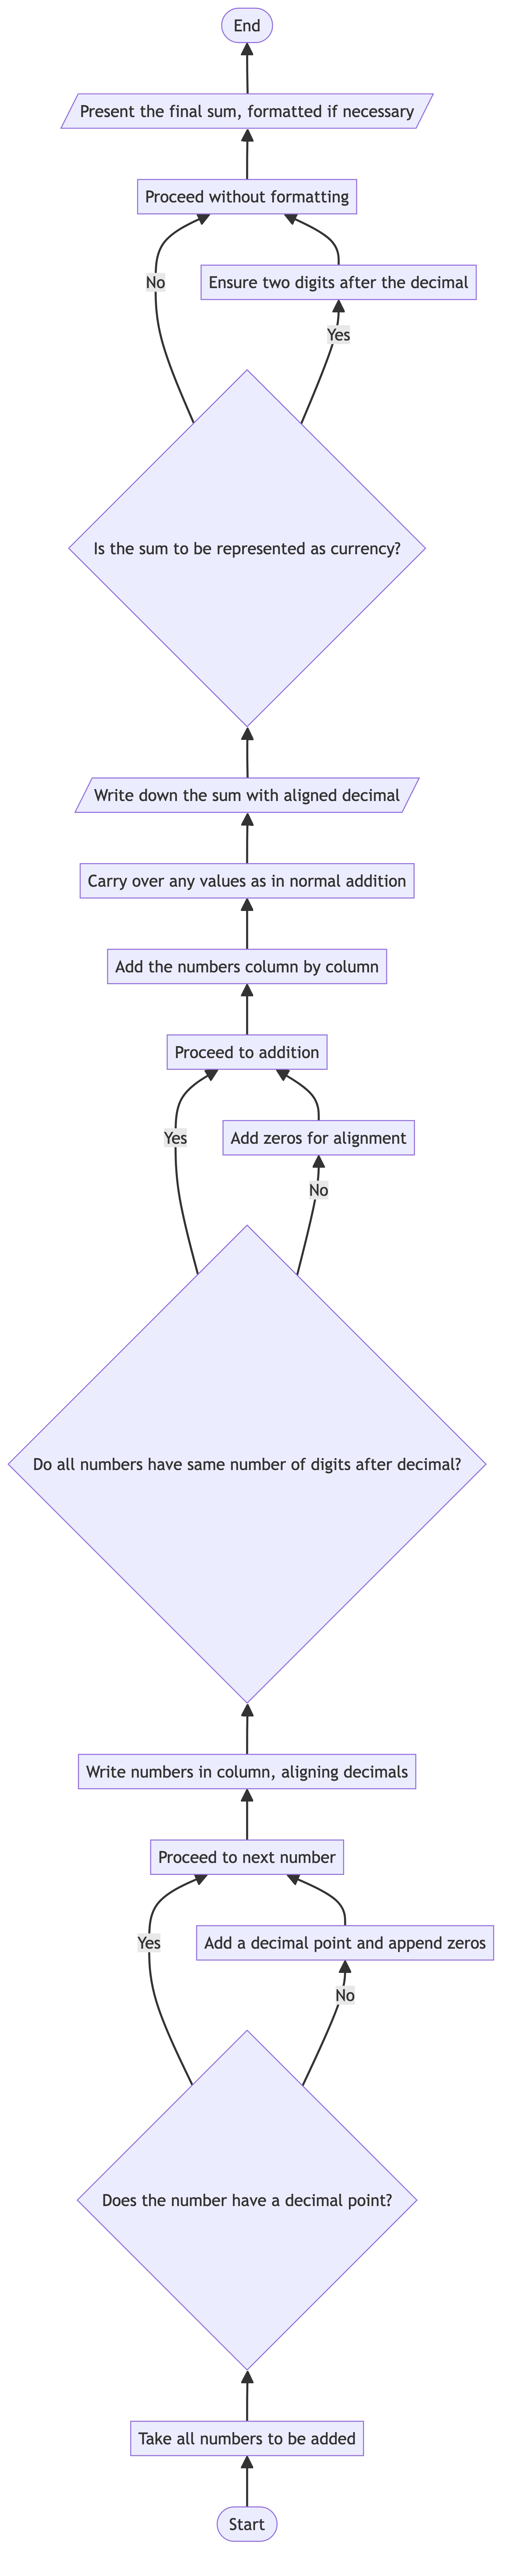 End
Present the final sum, formatted if necessary
Proceed without formatting
No
Ensure two digits after the decimal
Yes
Is the sum to be represented as currency?
Write down the sum with aligned decimal
Carry over any values as in normal addition
Add the numbers column by column
Proceed to addition
Yes
Add zeros for alignment
No
Do all numbers have same number of digits after decimal?
Write numbers in column, aligning decimals
Proceed to next number
Yes
Add a decimal point and append zeros
No
Does the number have a decimal point?
Take all numbers to be added
Start